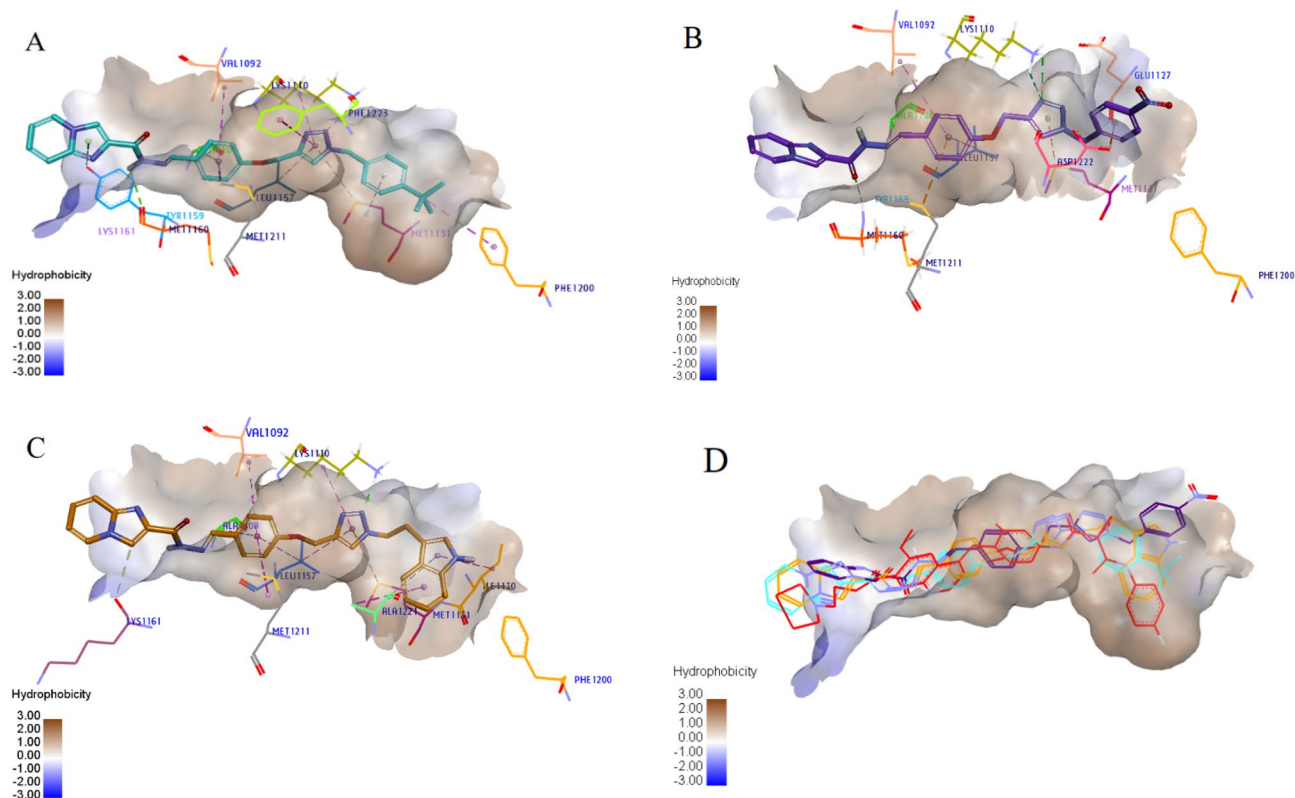 A
VAL1092
LYS1110
PHE1223
LEU1157
TYR1159
LYS1161
MET1160
MET1211
MET1131
PHE1200
Hydrophobicity
3.00
2.00
1.00
0.00
-1.00
-2.00
-3.00
B
VAL1092
LYS1110
GLU1127
LEU1157
ASP1222
MET1131
MET1160
MET1211
PHE1200
Hydrophobicity
3.00
2.00
1.00
0.00
-1.00
-2.00
-3.00
C
VAL1092
LYS1110
LEU1157
ALA1221
MET1131
LYS1161
MET1211
PHE1200
Hydrophobicity
3.00
2.00
1.00
0.00
-1.00
-2.00
-3.00
D
Hydrophobicity
3.00
2.00
1.00
0.00
-1.00
-2.00
-3.00